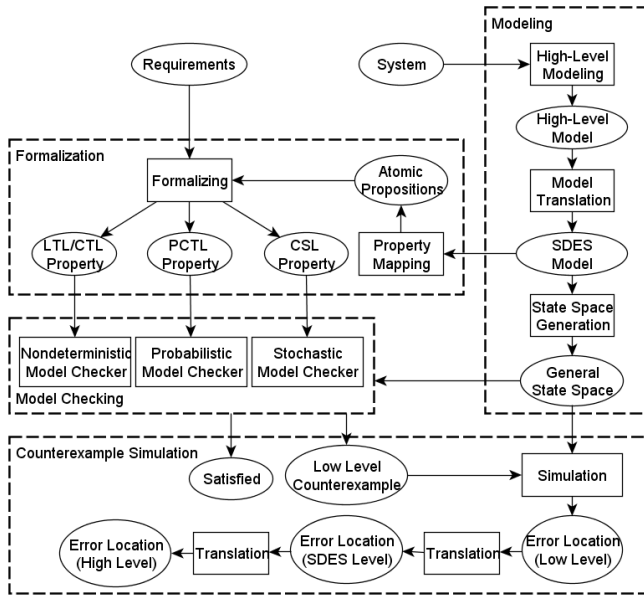 Modeling
Requirements
System
High-Level
Modeling
High-Level
Model
Formalization
Formalizing
Atomic
Propositions
Model
Translation
LTL/CTL
Property
PCTL
Property
CSL
Property
Property
Mapping
SDES
Model
State Space
Generation
Nondeterministic
Model Checker
Probabilistic
Model Checker
Stochastic
Model Checker
General
State Space
Model Checking
Counterexample Simulation
Satisfied
Low Level
Counterexample
Simulation
Error Location
(High Level)
Translation
Error Location
(SDES Level)
Translation
Error Location
(Low Level)